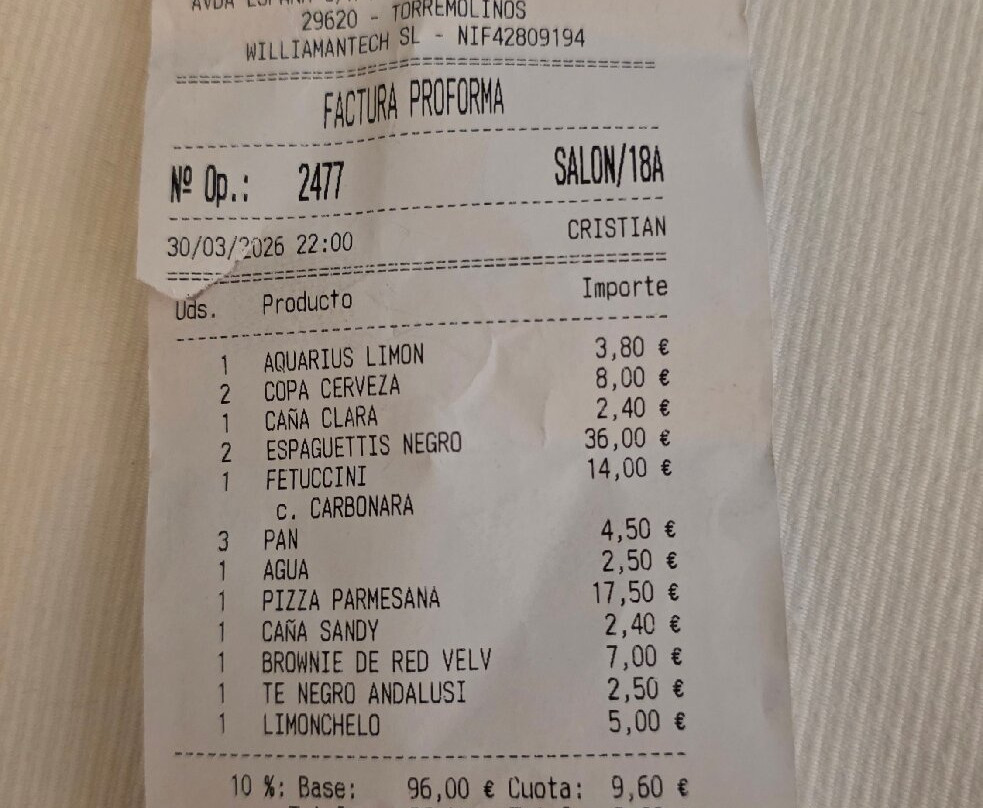 29620 - TORREMOLINOS
WILLIAMANTECH SL - NIF42809194
FACTURA PROFORMA
Nº Op.: 2477 SALON/18A
30/03/2026 22:00 CRISTIAN
Uds. Producto Importe
1 AQUARIUS LIMON 3,80 €
2 COPA CERVEZA 8,00 €
1 CAÑA CLARA 2,40 €
2 ESPAGUETTIS NEGRO 36,00 €
1 FETUCCINI 14,00 €
c. CARBONARA
3 PAN 4,50 €
1 AGUA 2,50 €
1 PIZZA PARMESANA 17,50 €
1 CAÑA SANDY 2,40 €
1 BROWNIE DE RED VELV 7,00 €
1 TE NEGRO ANDALUSI 2,50 €
1 LIMONCHELO 5,00 €
10 %: Base: 96,00 € Cuota: 9,60 €